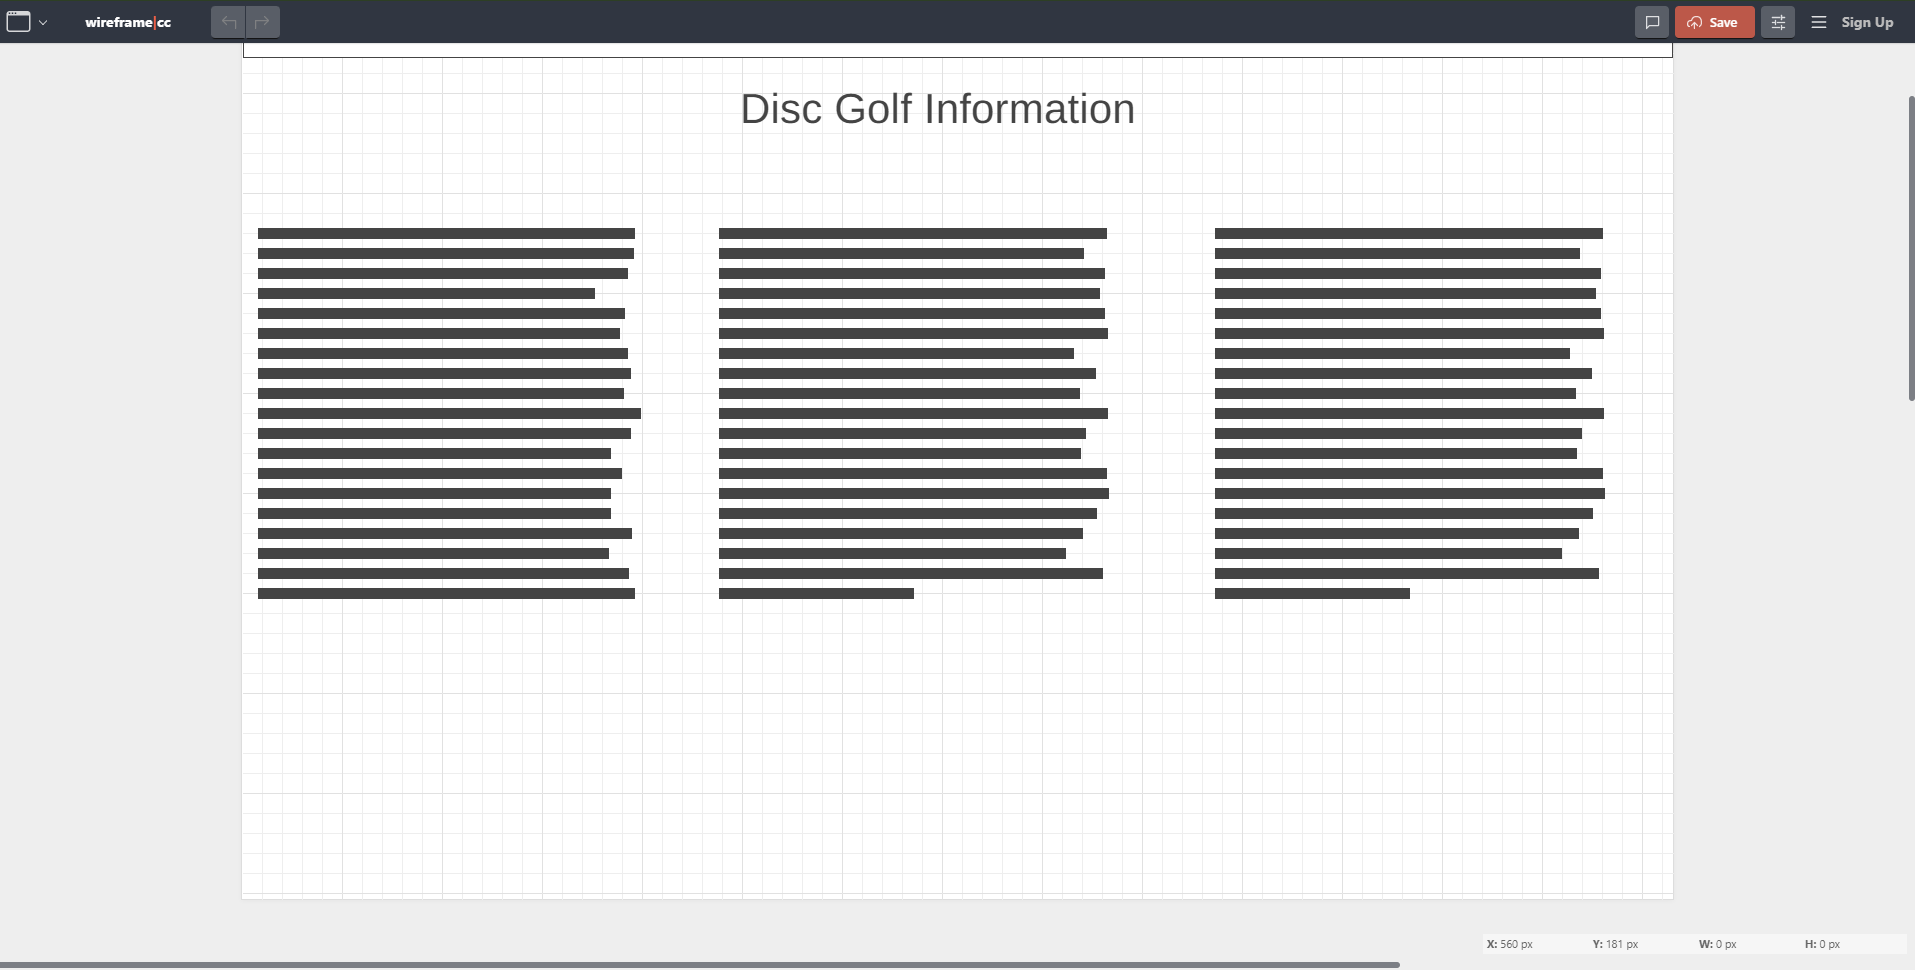 wireframe|cc
Save
Sign Up
Disc Golf Information
X: 560 px Y: 181 px W: 0 px H: 0 px